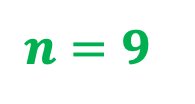 n = 9